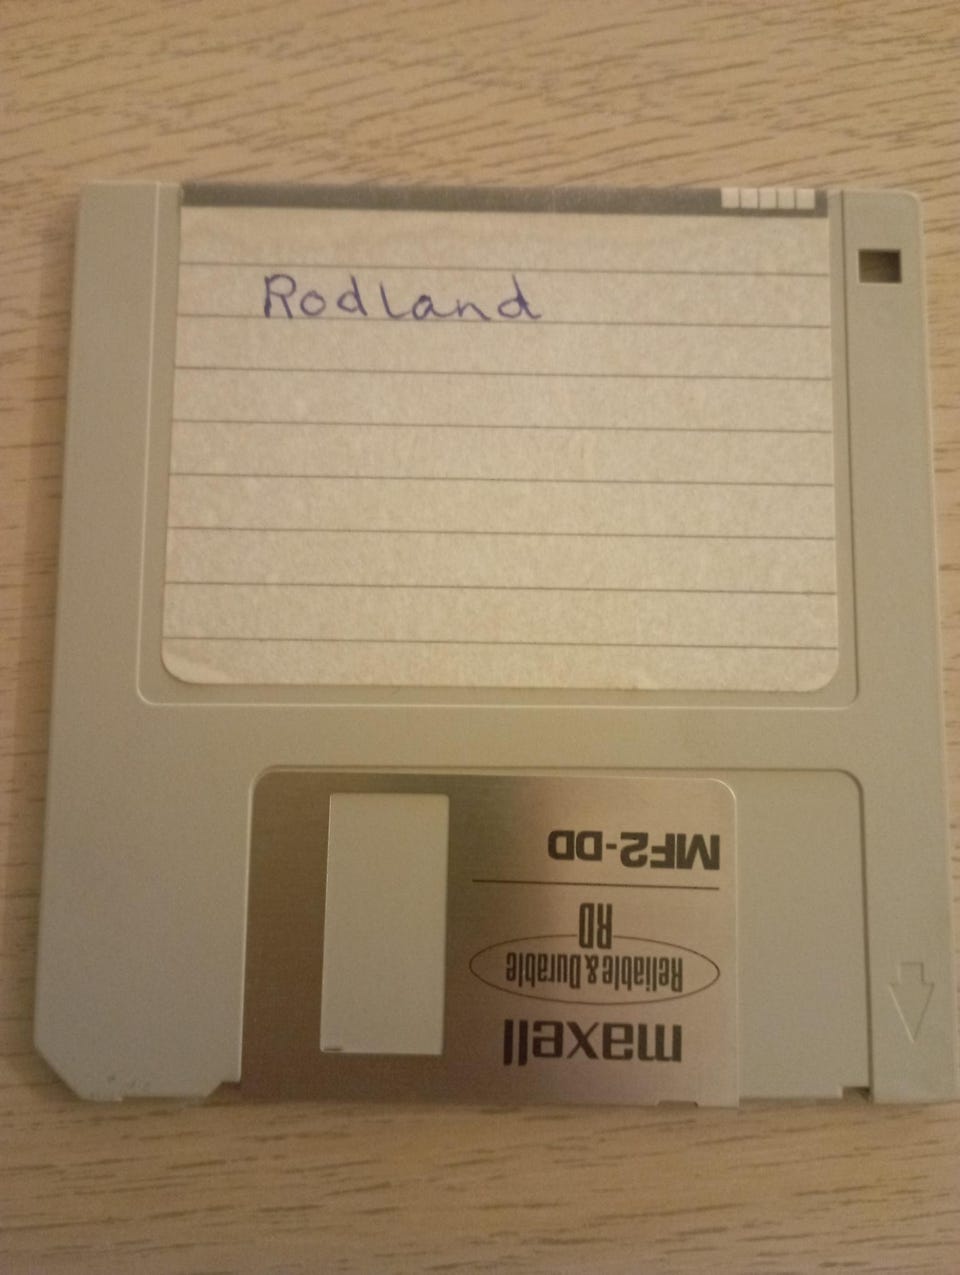 Rodland
MF2-DD
RD
Reliable & Durable
maxell